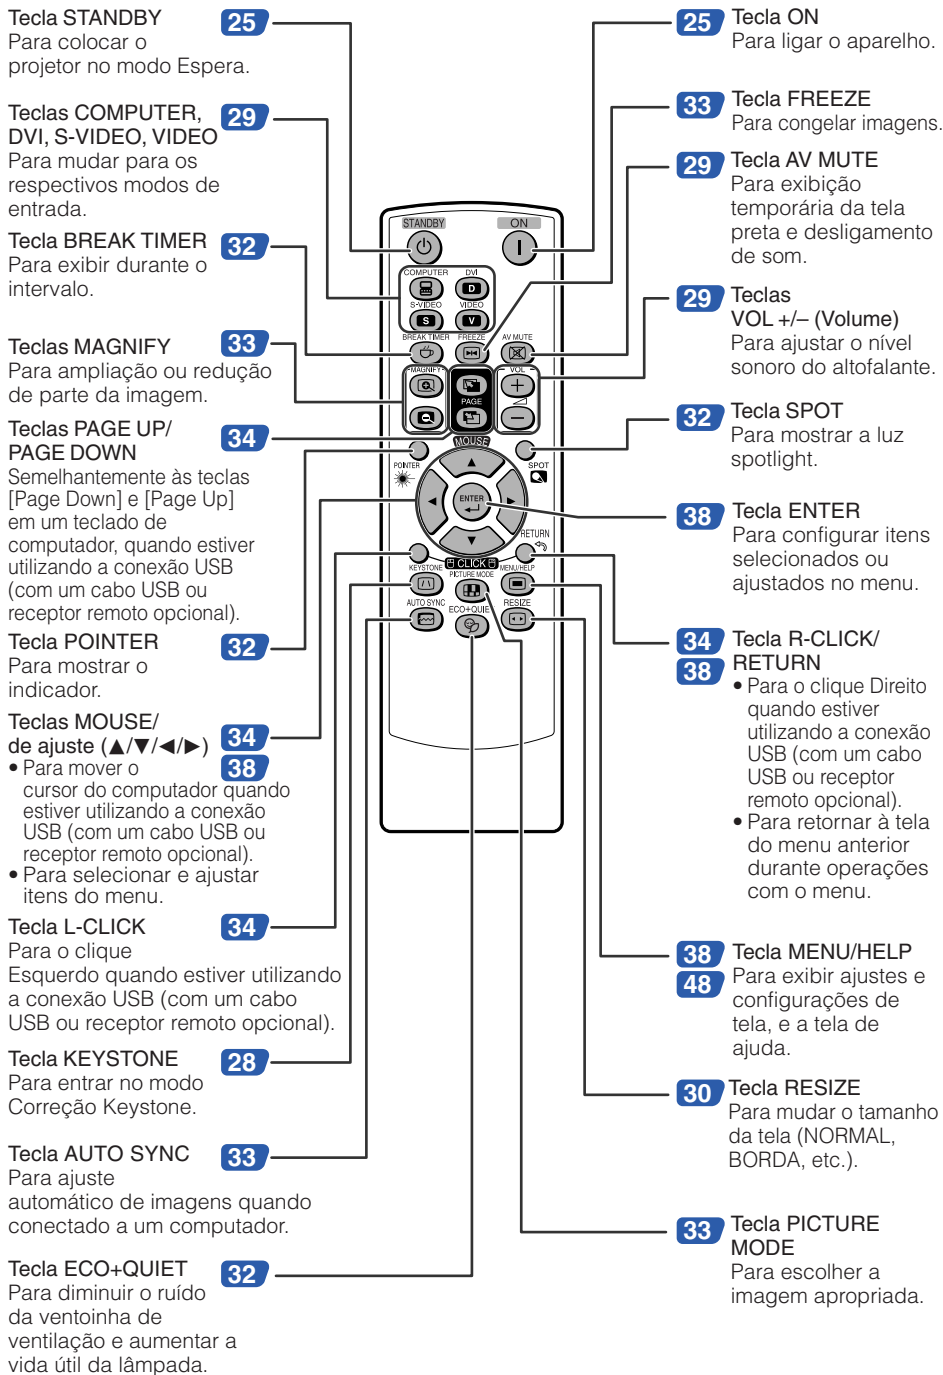 Tecla STANDBY
25
Para colocar o
projetor no modo Espera.
Teclas COMPUTER,
DVI, S-VIDEO, VIDEO
29
Para mudar para os
respectivos modos de
entrada.
Tecla BREAK TIMER
32
Para exibir durante o
intervalo.
Teclas MAGNIFY
33
Para ampliação ou redução
de parte da imagem.
Teclas PAGE UP/
PAGE DOWN
34
Semelhantemente às teclas
[Page Down] e [Page Up]
em um teclado de
computador, quando estiver
utilizando a conexão USB
(com um cabo USB ou
receptor remoto opcional).
Tecla POINTER
32
Para mostrar o
indicador.
Teclas MOUSE/
de ajuste (▲/▼/◄/►)
34
38
• Para mover o
cursor do computador quando
estiver utilizando a conexão
USB (com um cabo USB ou
receptor remoto opcional).
• Para selecionar e ajustar
itens do menu.
Tecla L-CLICK
34
Para o clique
Esquerdo quando estiver utilizando
a conexão USB (com um cabo
USB ou receptor remoto opcional).
Tecla KEYSTONE
28
Para entrar no modo
Correção Keystone.
Tecla AUTO SYNC
33
Para ajuste
automático de imagens quando
conectado a um computador.
Tecla ECO+QUIET
32
Para diminuir o ruído
da ventoinha de
ventilação e aumentar a
vida útil da lâmpada.
STANDBY
ON
COMPUTER
DVI
D
S-VIDEO
VIDEO
S
V
BREAK TIMER
FREEZE
AV MUTE
MAGNIFY
VOL
PAGE
MOUSE
POINTER
SPOT
ENTER
RETURN
CLICK
KEYSTONE
PICTURE MODE
MENU/HELP
AUTO SYNC
ECO+QUIE
RESIZE
25
Tecla ON
Para ligar o aparelho.
33
Tecla FREEZE
Para congelar imagens.
29
Tecla AV MUTE
Para exibição
temporária da tela
preta e desligamento
de som.
29
Teclas
VOL +/– (Volume)
Para ajustar o nível
sonoro do altofalante.
32
Tecla SPOT
Para mostrar a luz
spotlight.
38
Tecla ENTER
Para configurar itens
selecionados ou
ajustados no menu.
34
38
Tecla R-CLICK/
RETURN
• Para o clique Direito
quando estiver
utilizando a conexão
USB (com um cabo
USB ou receptor
remoto opcional).
• Para retornar à tela
do menu anterior
durante operações
com o menu.
38
48
Tecla MENU/HELP
Para exibir ajustes e
configurações de
tela, e a tela de
ajuda.
30
Tecla RESIZE
Para mudar o tamanho
da tela (NORMAL,
BORDA, etc.).
33
Tecla PICTURE
MODE
Para escolher a
imagem apropriada.